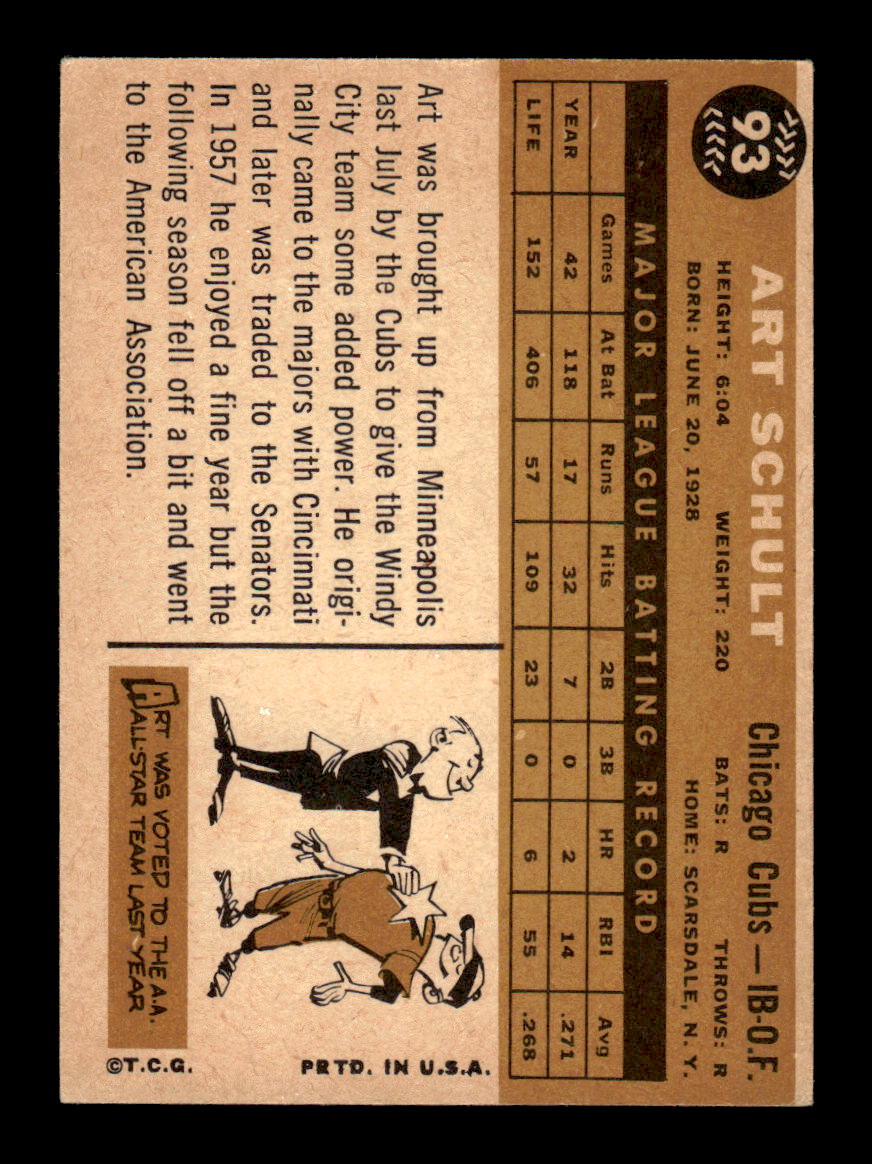 93
ART SCHULT
Chicago Cubs — 1B-O.F.
HEIGHT: 6:04 WEIGHT: 220 BATS: R THROWS: R
BORN: JUNE 20, 1928 HOME: SCARSDALE, N. Y.
MAJOR LEAGUE BATTING RECORD
Games At Bat Runs Hits 2B 3B HR RBI Avg
YEAR 42 118 17 32 7 0 2 14 .271
LIFE 152 406 57 109 23 0 6 55 .268
Art was brought up from Minneapolis
last July by the Cubs to give the Windy
City team some added power. He origi-
nally came to the majors with Cincinnati
and later was traded to the Senators.
In 1957 he enjoyed a fine year but the
following season fell off a bit and went
to the American Association.
ART WAS VOTED TO THE A.A.
ALL-STAR TEAM LAST YEAR
©T.C.G. PRTD. IN U.S.A.